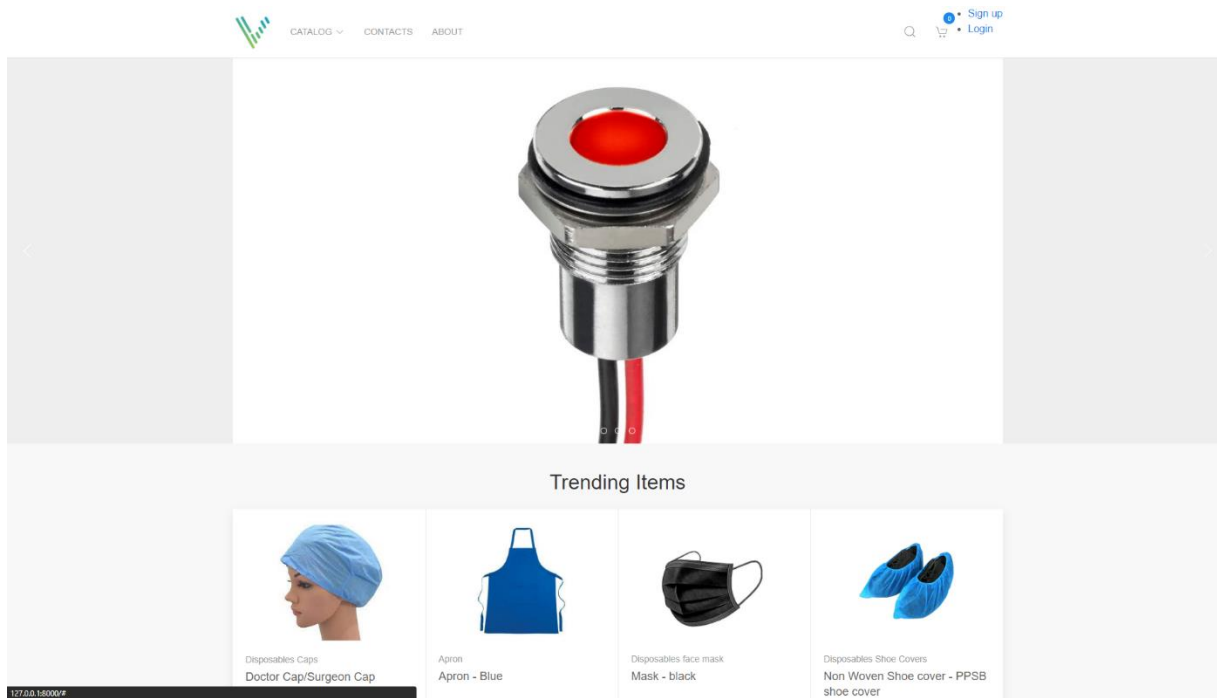 CATALOG CONTACTS ABOUT
0
Sign up
Login
Trending Items
Disposables Caps
Doctor Cap/Surgeon Cap
Apron
Apron - Blue
Disposables face mask
Mask - black
Disposables Shoe Covers
Non Woven Shoe cover - PPSB
shoe cover
127.0.0.1:8000/#